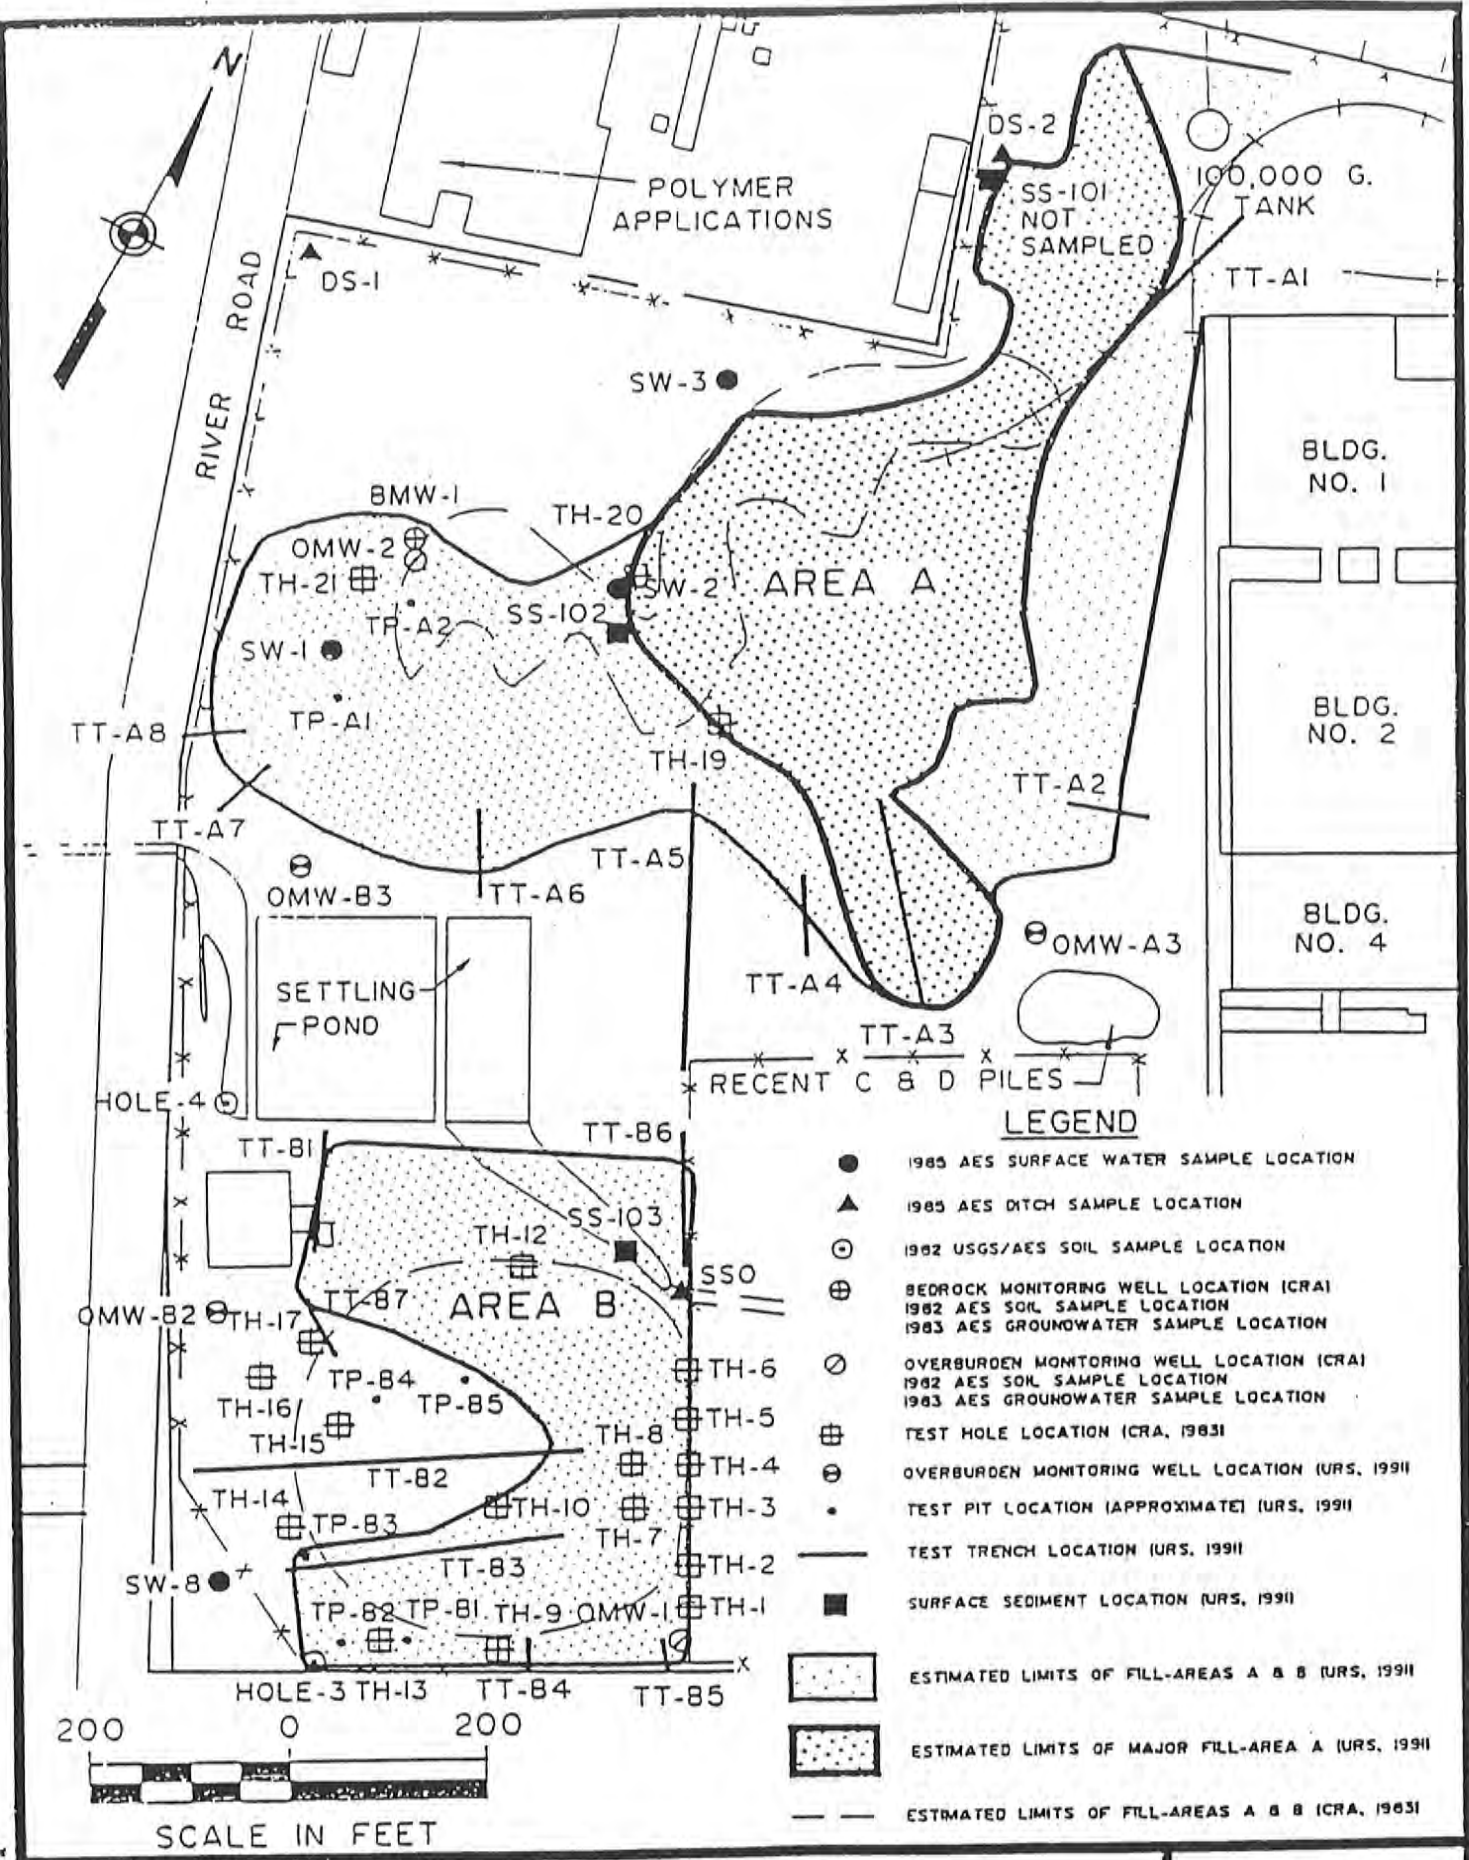 N
DS-2
POLYMER
APPLICATIONS
SS-101
NOT
SAMPLED
100,000 G.
TANK
DS-1
TT-A1
RIVER ROAD
SW-3
BLDG.
NO. 1
BMW-1
TH-20
OMW-2
TH-21
AREA A
SW-2
SS-102
TP-A2
SW-1
TP-A1
BLDG.
NO. 2
TT-A8
TH-19
TT-A2
TT-A7
TT-A5
OMW-B3
TT-A6
BLDG.
NO. 4
OMW-A3
SETTLING
POND
TT-A4
TT-A3
RECENT C & D PILES
HOLE-4
TT-B1
TT-B6
SS-103
TH-12
SSO
TT-B7
AREA B
OMW-B2
TH-17
TP-B4
TP-B5
TH-6
TH-16
TH-5
TH-15
TH-8
TT-B2
TH-4
TH-14
TP-B3
TH-10
TH-3
TH-7
TT-B3
TH-2
SW-8
TP-B2
TP-B1
TH-9
OMW-1
TH-1
HOLE-3
TH-13
TT-B4
TT-B5
200 0 200
SCALE IN FEET
LEGEND
1985 AES SURFACE WATER SAMPLE LOCATION
1985 AES DITCH SAMPLE LOCATION
1982 USGS/AES SOIL SAMPLE LOCATION
BEDROCK MONITORING WELL LOCATION (CRA)
1982 AES SOIL SAMPLE LOCATION
1983 AES GROUNDWATER SAMPLE LOCATION
OVERBURDEN MONITORING WELL LOCATION (CRA)
1982 AES SOIL SAMPLE LOCATION
1983 AES GROUNDWATER SAMPLE LOCATION
TEST HOLE LOCATION (CRA, 1983)
OVERBURDEN MONITORING WELL LOCATION (URS, 1991)
TEST PIT LOCATION (APPROXIMATE) (URS, 1991)
TEST TRENCH LOCATION (URS, 1991)
SURFACE SEDIMENT LOCATION (URS, 1991)
ESTIMATED LIMITS OF FILL-AREAS A & B (URS, 1991)
ESTIMATED LIMITS OF MAJOR FILL-AREA A (URS, 1991)
ESTIMATED LIMITS OF FILL-AREAS A & B (CRA, 1983)